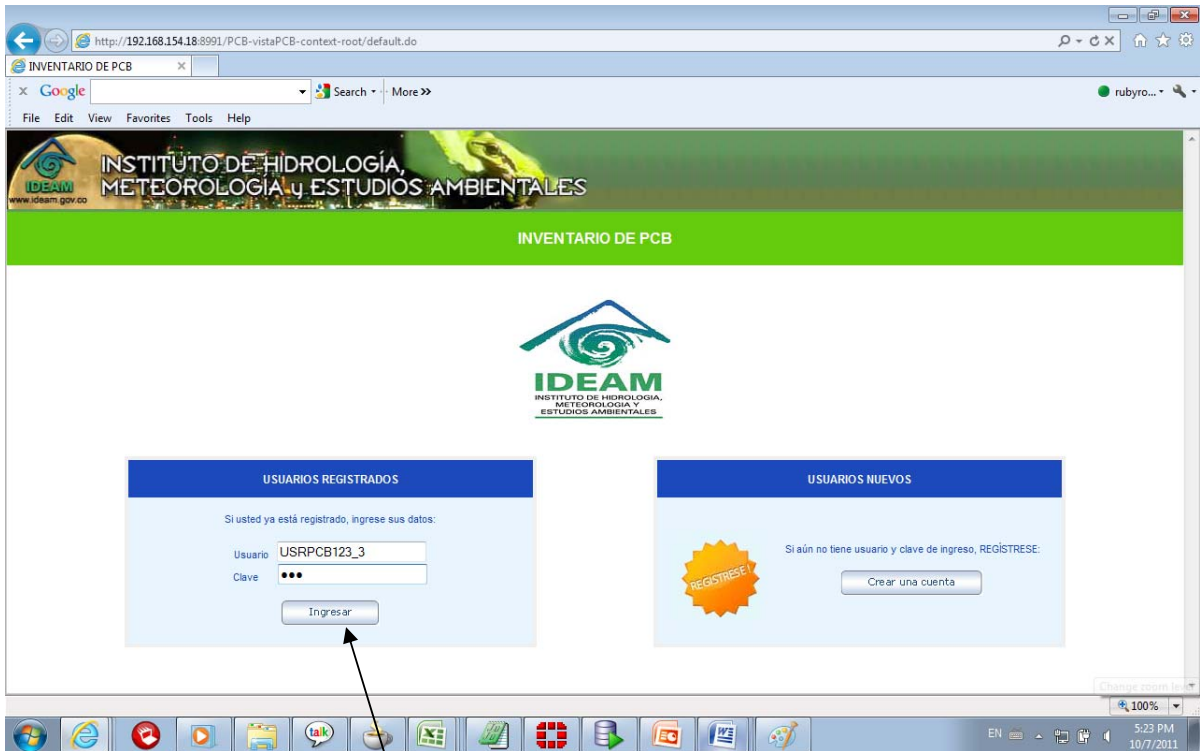 http://192.168.154.18:8991/PCB-vistaPCB-context-root/default.do
INVENTARIO DE PCB
x Google Search More >>
rubyro...
File Edit View Favorites Tools Help
INSTITUTO DE HIDROLOGÍA,
METEOROLOGÍA y ESTUDIOS AMBIENTALES
IDEAM
www.ideam.gov.co
INVENTARIO DE PCB
IDEAM
INSTITUTO DE HIDROLOGIA,
METEOROLOGIA Y
ESTUDIOS AMBIENTALES
USUARIOS REGISTRADOS
Si usted ya está registrado, ingrese sus datos:
Usuario USRPCB123_3
Clave •••
Ingresar
USUARIOS NUEVOS
REGISTRESE!
Si aún no tiene usuario y clave de ingreso, REGÍSTRESE:
Crear una cuenta
Change zoom level
100%
talk
EN
5:23 PM
10/7/2011